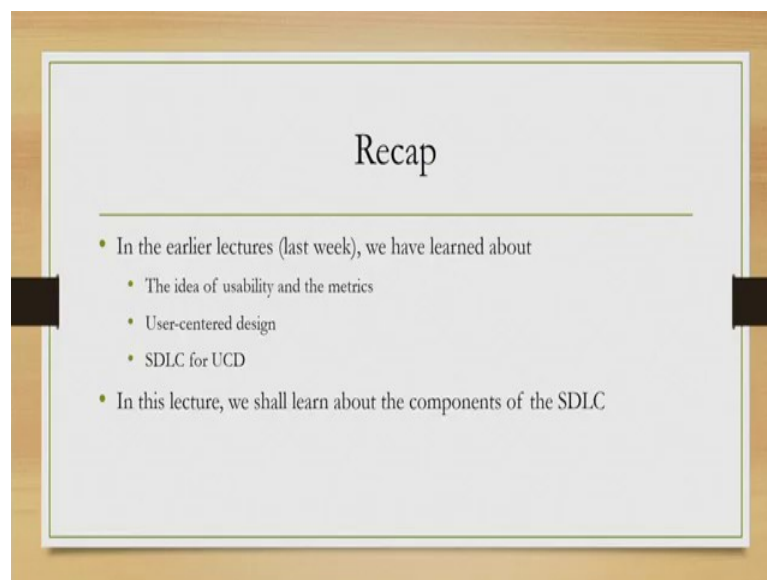 Recap
• In the earlier lectures (last week), we have learned about
• The idea of usability and the metrics
• User-centered design
• SDLC for UCD
• In this lecture, we shall learn about the components of the SDLC